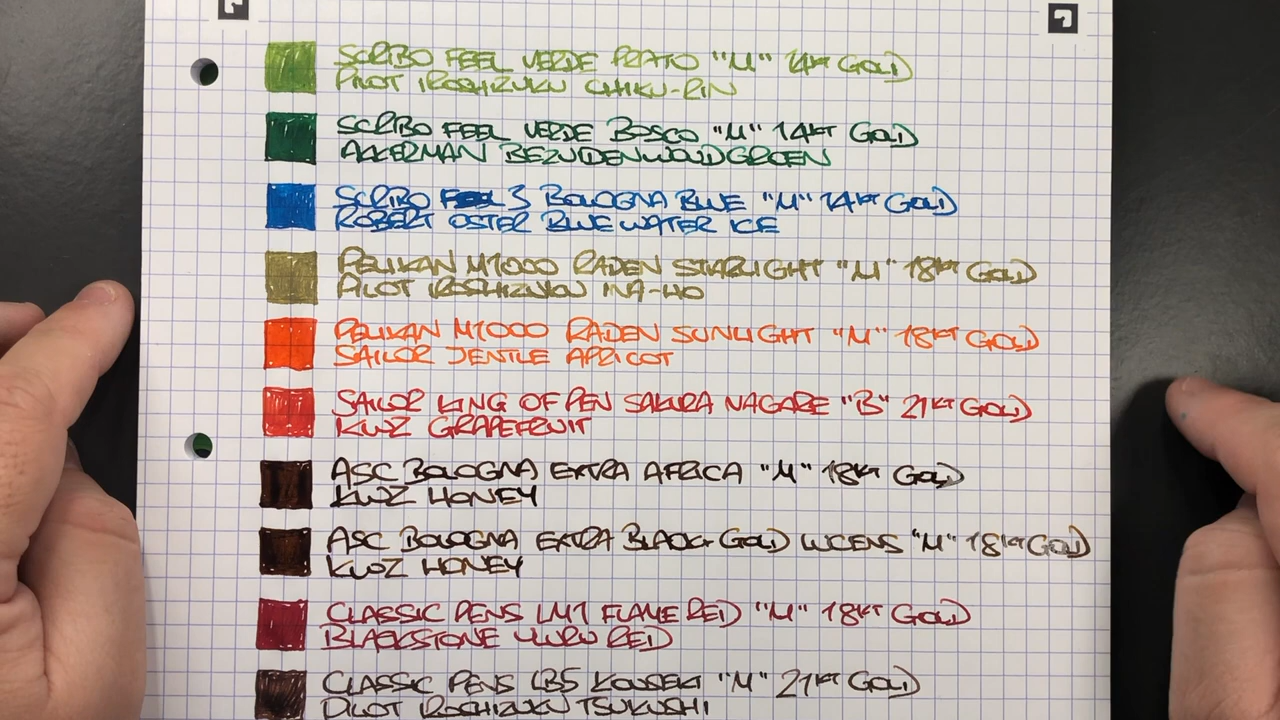 SCRIBO FEEL VERDE PRATO "M" 14KT GOLD
PILOT IROSHIZUKU CHIKU-RIN
SCRIBO FEEL VERDE BOSCO "M" 14KT GOLD
AKKERMAN BEZUIDENWOUDGROEN
SCRIBO 3 BOLOGNA BLUE "M" 14KT GOLD
ROBERT OSTER BLUE WATER ICE
PELIKAN M1000 RADEN STARLIGHT "M" 18KT GOLD
PILOT IROSHIZUKU INA-HO
PELIKAN M1000 RADEN SUNLIGHT "M" 18KT GOLD
SAILOR JENTLE APRICOT
SAILOR KING OF PEN SAKURA NAGARE "B" 21KT GOLD
KWZ GRAPEFRUIT
ASC BOLOGNA EXTRA AFRICA "M" 18KT GOLD
KWZ HONEY
ASC BOLOGNA EXTRA BLACK GOLD LUCENS "M" 18KT GOLD
KWZ HONEY
CLASSIC PENS LM1 FLAME RED "M" 18KT GOLD
BLACKSTONE ULURU RED
CLASSIC PENS LB5 KOUSEKI "M" 21KT GOLD
PILOT IROSHIZUKU TSUKUSHI